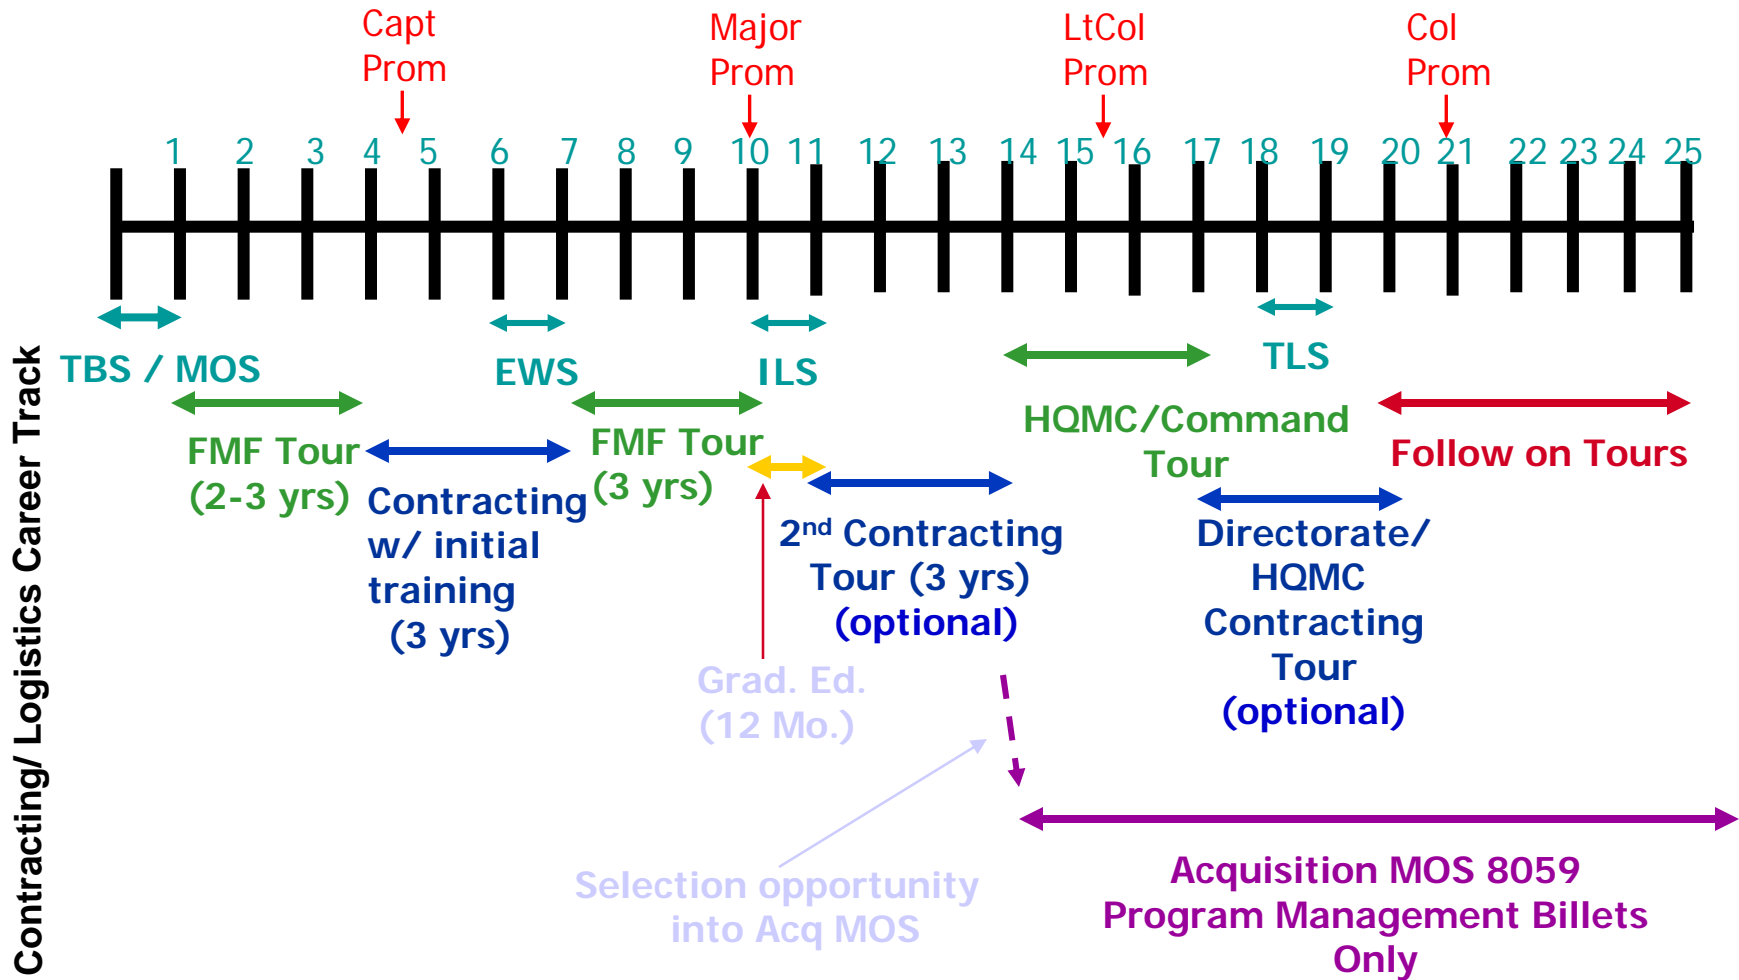 Capt
Prom
Major
Prom
LtCol
Prom
Col
Prom
1 2 3 4 5 6 7 8 9 10 11 12 13 14 15 16 17 18 19 20 21 22 23 24 25
TBS / MOS
EWS
ILS
TLS
FMF Tour
(2-3 yrs)
Contracting
w/ initial
training
(3 yrs)
FMF Tour
(3 yrs)
2nd Contracting
Tour (3 yrs)
(optional)
HQMC/Command
Tour
Directorate/
HQMC
Contracting
Tour
(optional)
Follow on Tours
Grad. Ed.
(12 Mo.)
Selection opportunity
into Acq MOS
Acquisition MOS 8059
Program Management Billets
Only
Contracting/ Logistics Career Track